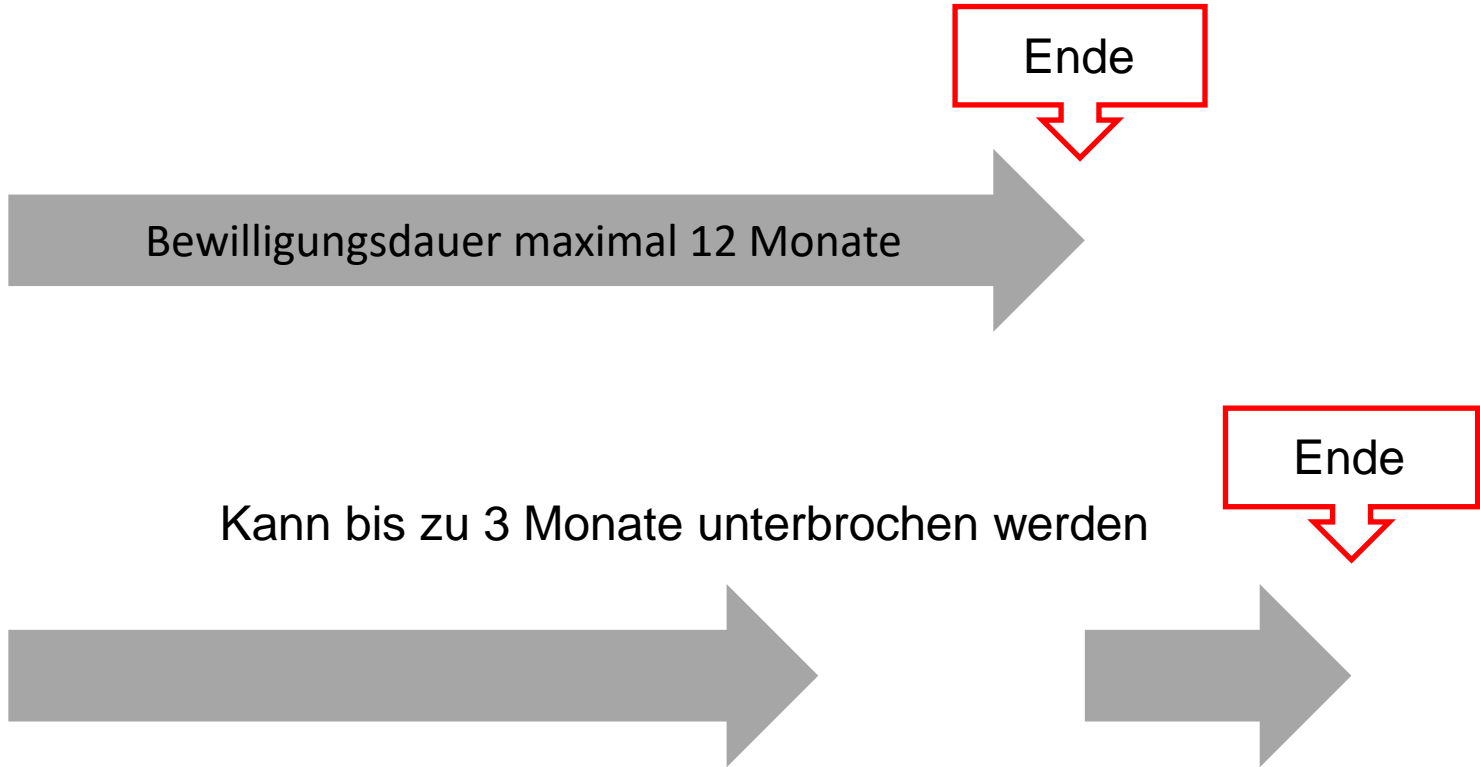 Ende
Bewilligungsdauer maximal 12 Monate
Ende
Kann bis zu 3 Monate unterbrochen werden